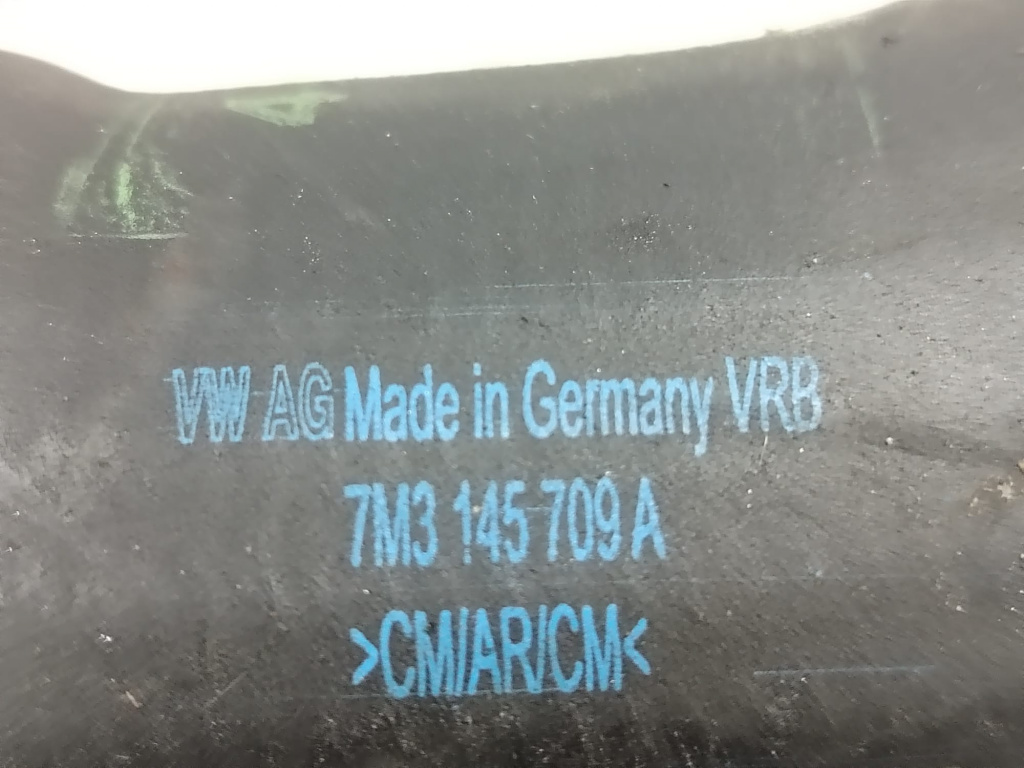 VW AG Made in Germany VRB
7M3 145 709 A
>CM/AR/CM<